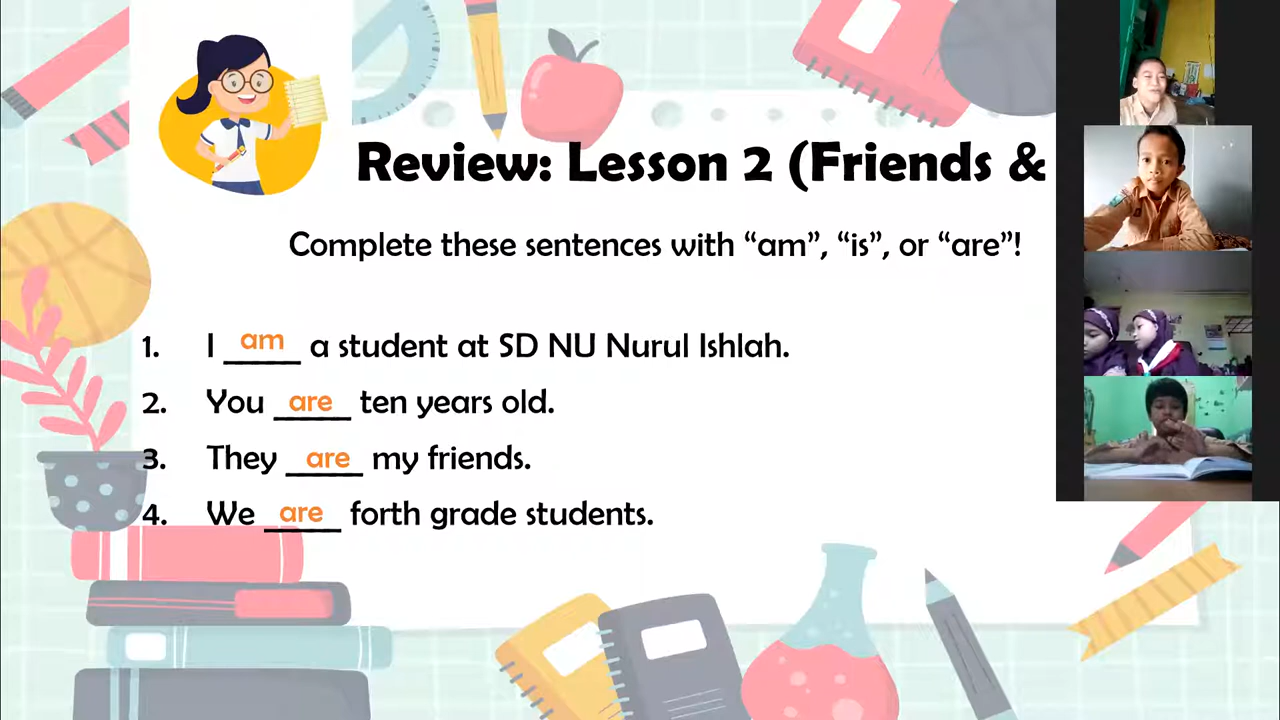 Review: Lesson 2 (Friends &
Complete these sentences with “am”, “is”, or “are”!
1. I am a student at SD NU Nurul Ishlah.
2. You are ten years old.
3. They are my friends.
4. We are forth grade students.